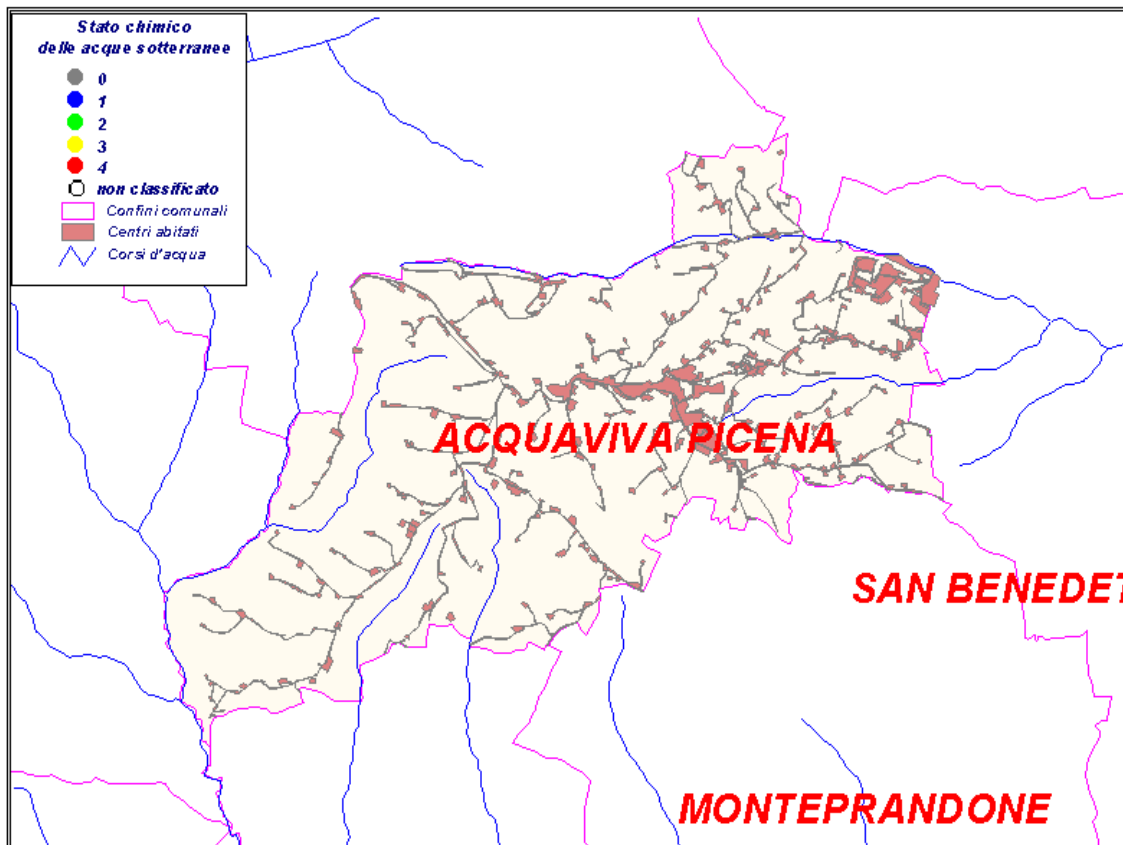 Stato chimico
delle acque sotterranee
0
1
2
3
4
non classificato
Confini comunali
Centri abitati
Corsi d'acqua
ACQUAVIVA PICENA
SAN BENEDET
MONTEPRANDONE